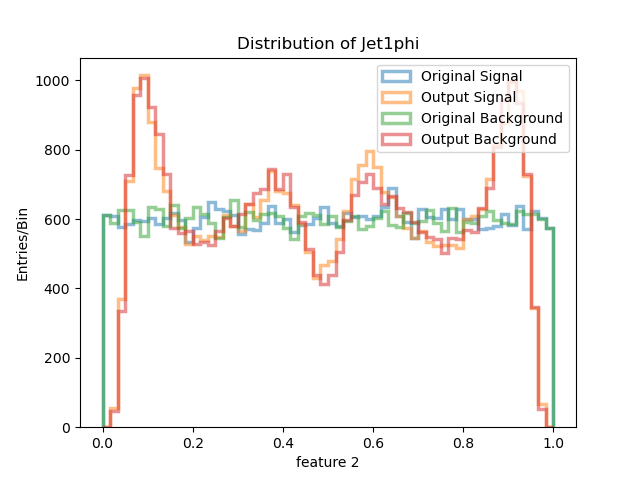 Distribution of Jet1phi
Original Signal
Output Signal
Original Background
Output Background
Entries/Bin
1000
800
600
400
200
0
0.0 0.2 0.4 0.6 0.8 1.0
feature 2